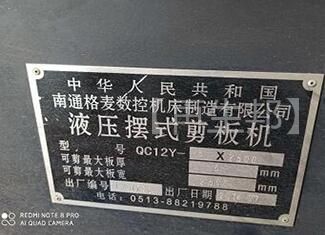 中华人民共和国
南通格麦数控机床制造有限公司
液压摆式剪板机
型 号 QC12Y- X2500
可剪最大板厚 mm
可剪最大板宽 mm
出厂编号 出厂日期
电话:0513-88219788
REDMI NOTE 8 PRO
AI QUAD CAMERA